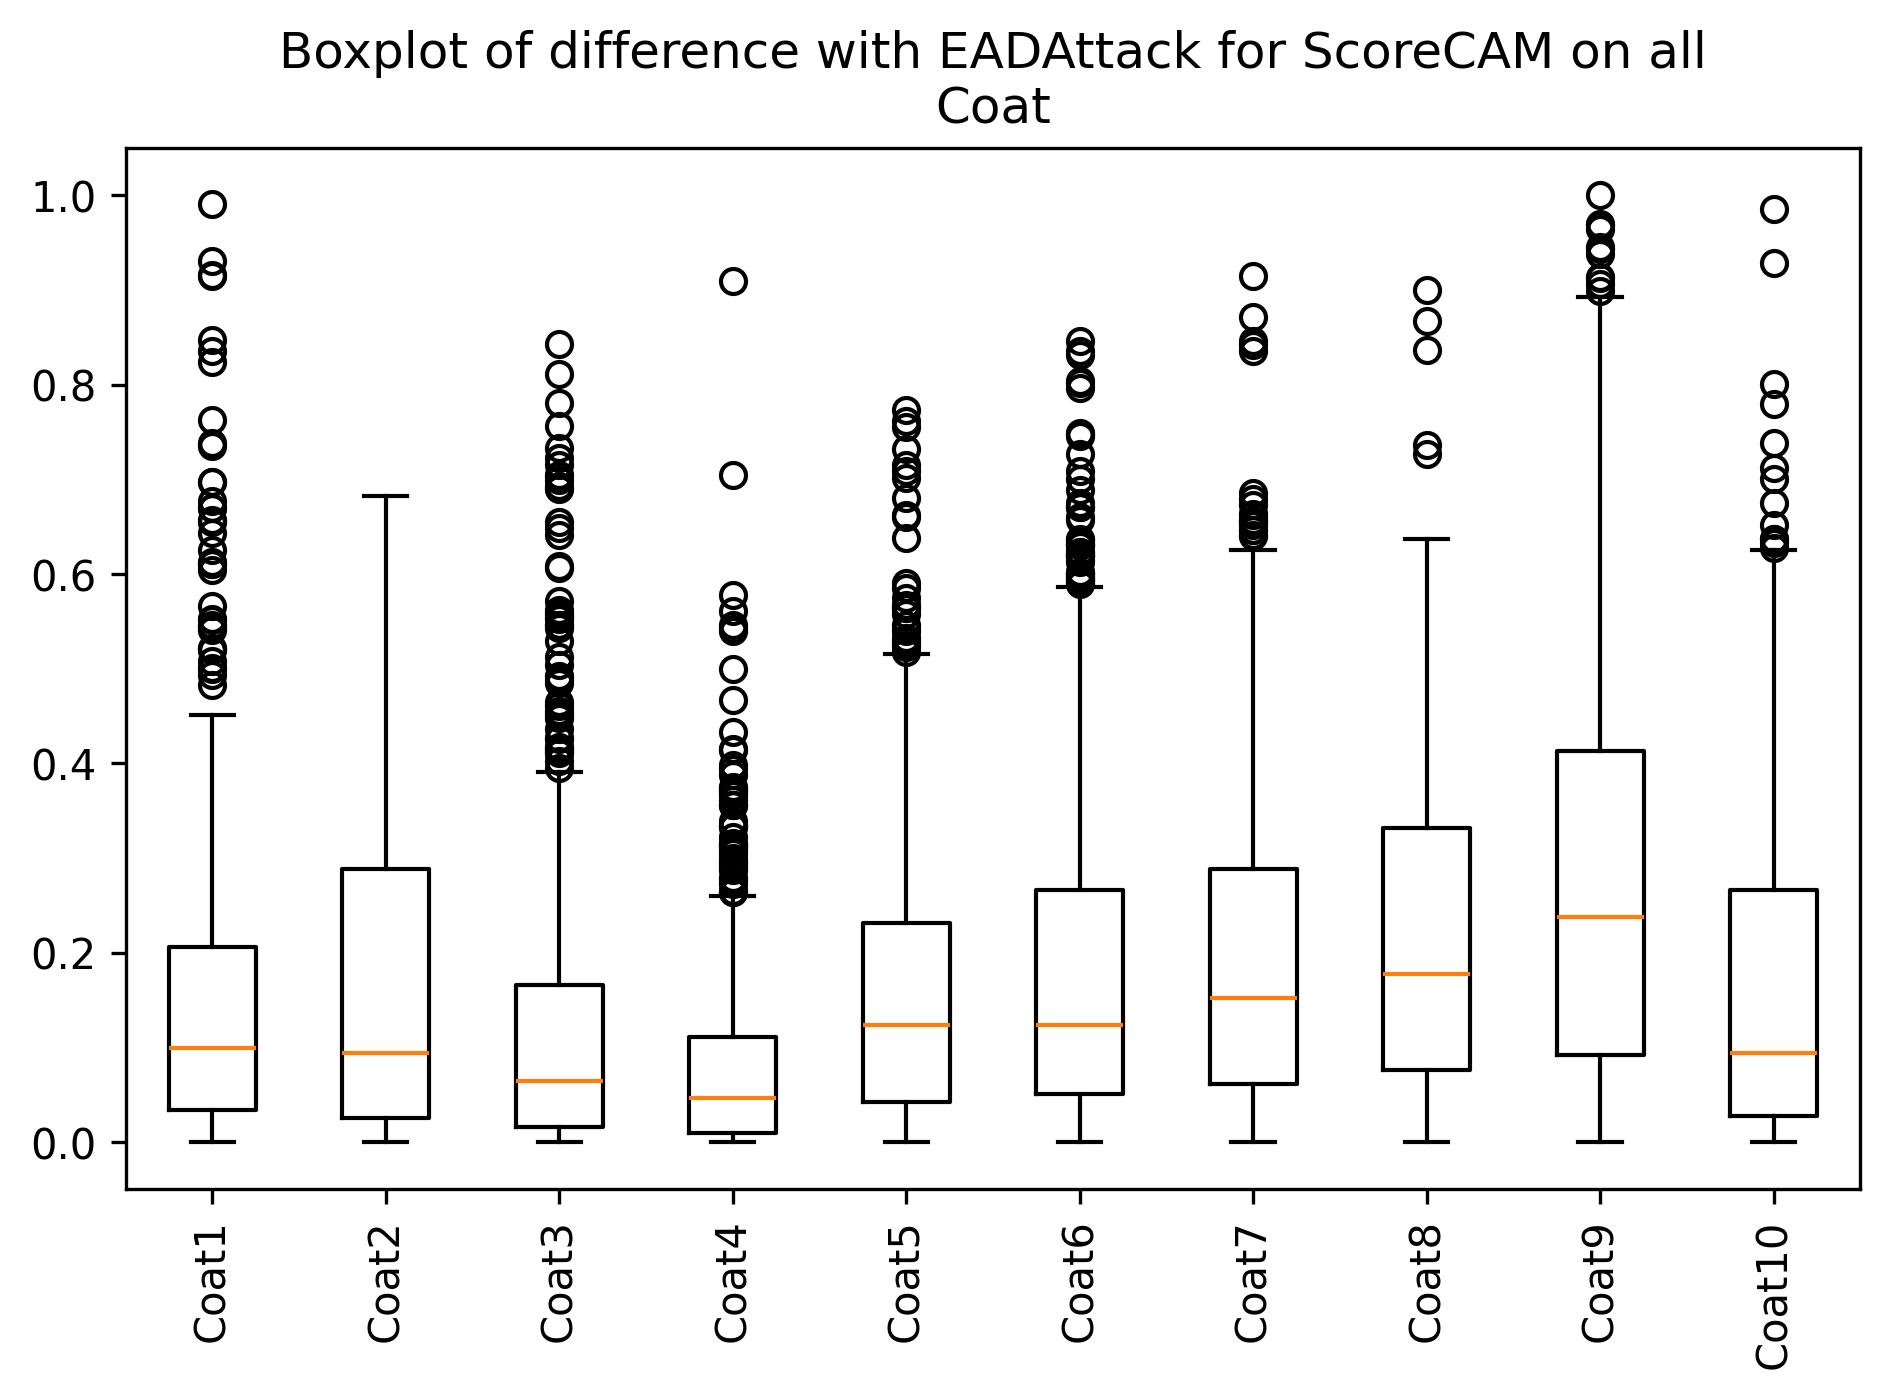 Boxplot of difference with EADAttack for ScoreCAM on all
Coat
1.0
0.8
0.6
0.4
0.2
0.0
Coat1
Coat2
Coat3
Coat4
Coat5
Coat6
Coat7
Coat8
Coat9
Coat10